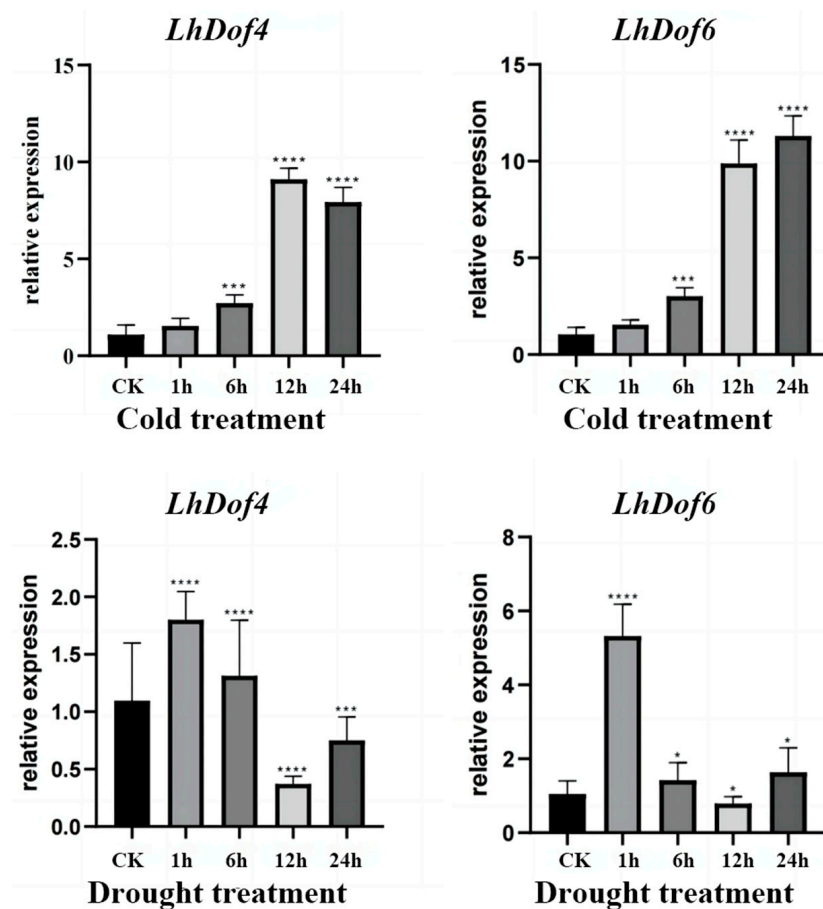 LhDof4
15
10
5
0
relative expression
***
****
****
CK 1h 6h 12h 24h
Cold treatment
LhDof6
15
10
5
0
relative expression
***
****
****
CK 1h 6h 12h 24h
Cold treatment
LhDof4
2.5
2.0
1.5
1.0
0.5
0.0
relative expression
****
****
****
***
CK 1h 6h 12h 24h
Drought treatment
LhDof6
8
6
4
2
0
relative expression
****
*
*
*
CK 1h 6h 12h 24h
Drought treatment